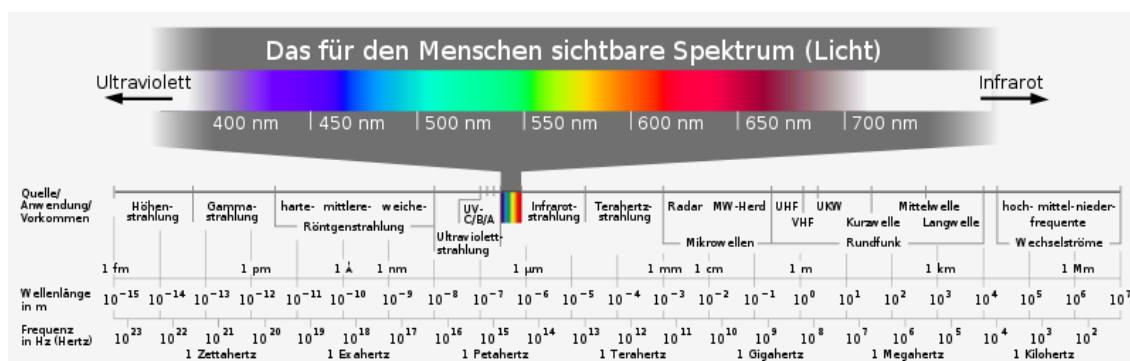 Das für den Menschen sichtbare Spektrum (Licht)
Ultraviolett
Infrarot
400 nm 450 nm 500 nm 550 nm 600 nm 650 nm 700 nm
Quelle/
Anwendung/
Vorkommen
Höhen-
strahlung
Gamma-
strahlung
harte- mittlere- weiche-
Röntgenstrahlung
UV-
C/B/A
Ultraviolett-
strahlung
Infrarot-
strahlung
Terahertz-
strahlung
Radar MW-Herd
Mikrowellen
UHF UKW Mittelwelle
VHF Kurzwelle Langwelle
Rundfunk
hoch- mittel- nieder-
frequente
Wechselströme
1 fm 1 pm 1 Å 1 nm 1 µm 1 mm 1 cm 1 m 1 km 1 Mm
Wellenlänge
in m
10⁻¹⁵ 10⁻¹⁴ 10⁻¹³ 10⁻¹² 10⁻¹¹ 10⁻¹⁰ 10⁻⁹ 10⁻⁸ 10⁻⁷ 10⁻⁶ 10⁻⁵ 10⁻⁴ 10⁻³ 10⁻² 10⁻¹ 10⁰ 10¹ 10² 10³ 10⁴ 10⁵ 10⁶ 10⁷
Frequenz
in Hz (Hertz)
10²³ 10²² 10²¹ 10²⁰ 10¹⁹ 10¹⁸ 10¹⁷ 10¹⁶ 10¹⁵ 10¹⁴ 10¹³ 10¹² 10¹¹ 10¹⁰ 10⁹ 10⁸ 10⁷ 10⁶ 10⁵ 10⁴ 10³ 10²
1 Zettahertz 1 Exahertz 1 Petahertz 1 Terahertz 1 Gigahertz 1 Megahertz 1 Kilohertz